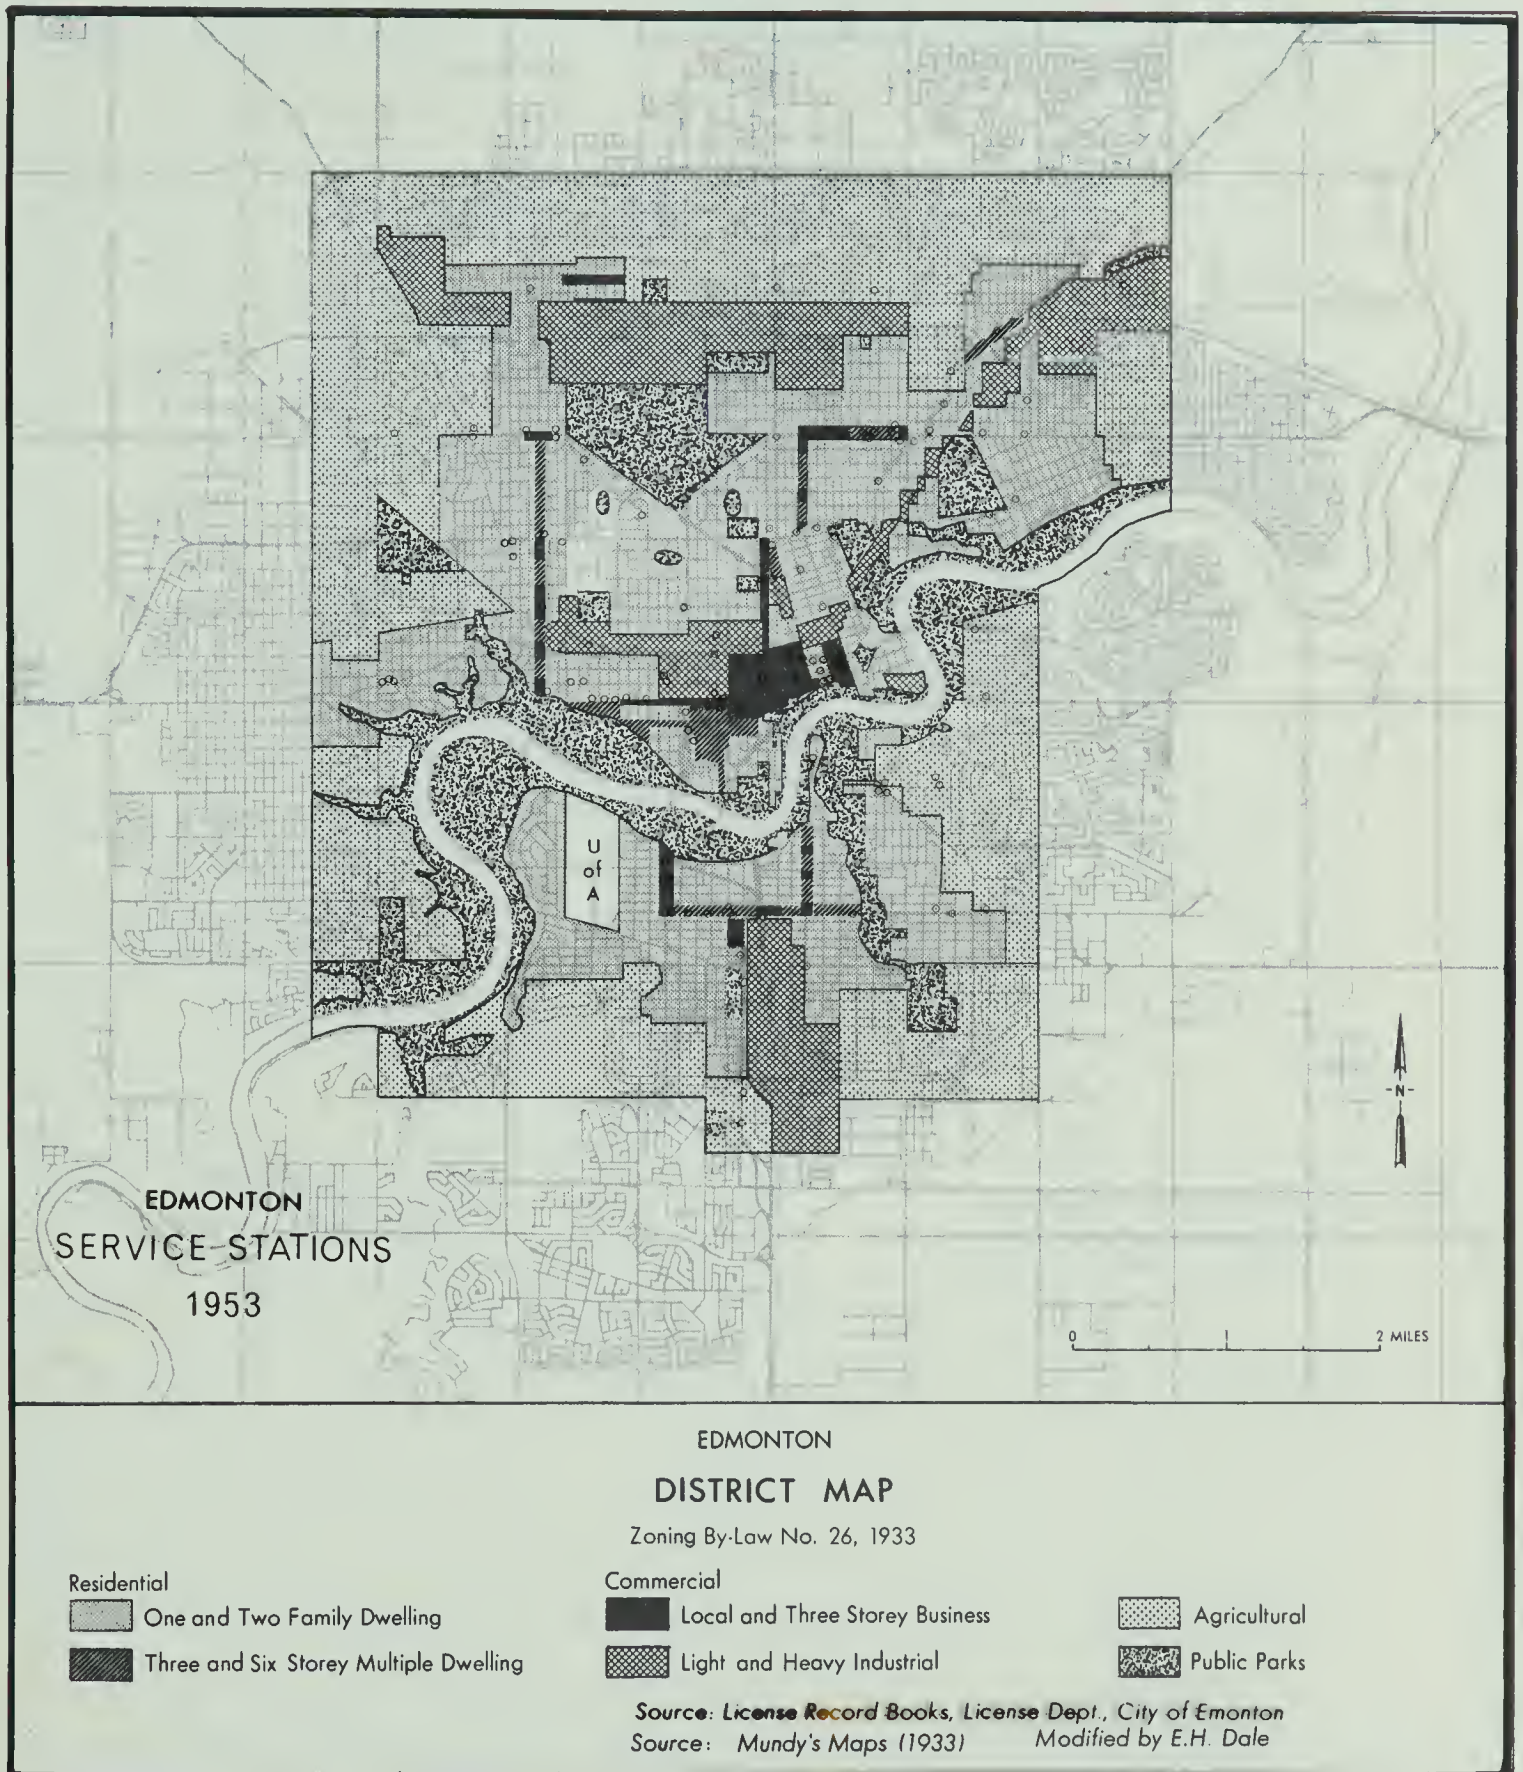 U
of
A
-N-
EDMONTON
SERVICE STATIONS
1953
0 1 2 MILES
EDMONTON
DISTRICT MAP
Zoning By-Law No. 26, 1933
Residential
One and Two Family Dwelling
Three and Six Storey Multiple Dwelling
Commercial
Local and Three Storey Business
Light and Heavy Industrial
Agricultural
Public Parks
Source: License Record Books, License Dept., City of Emonton
Source: Mundy's Maps (1933) Modified by E.H. Dale